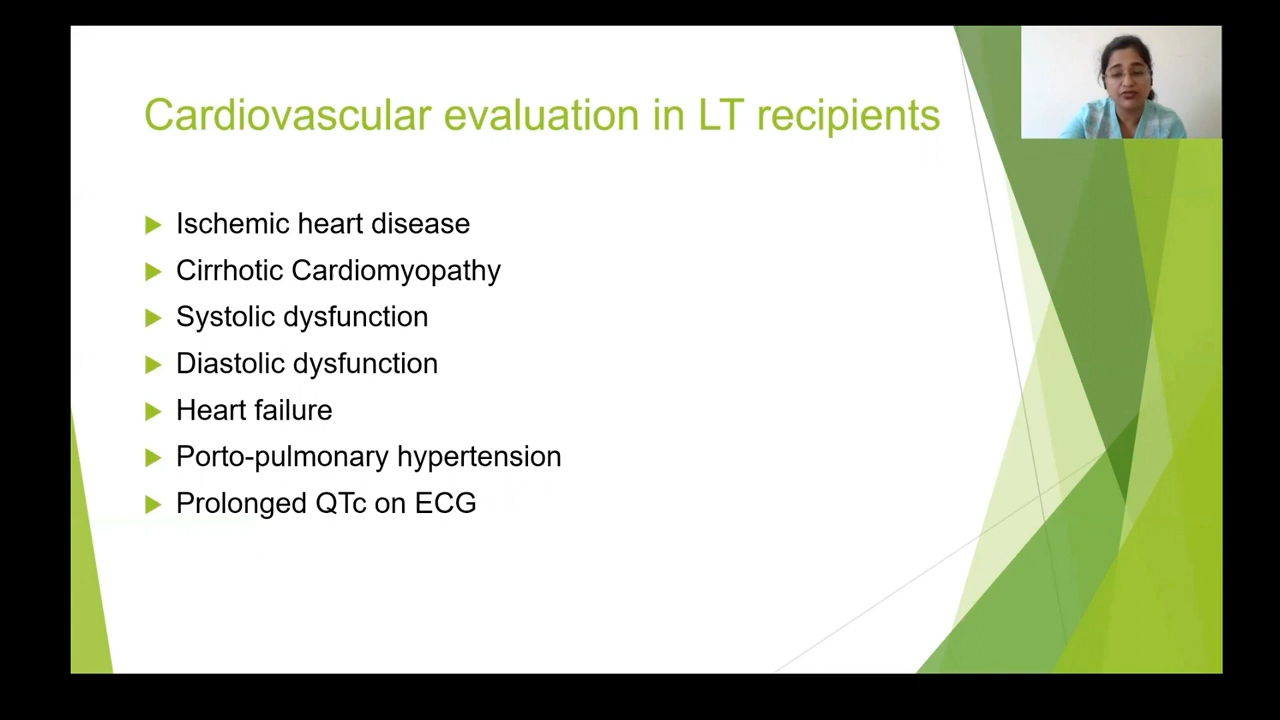 Cardiovascular evaluation in LT recipients
Ischemic heart disease
Cirrhotic Cardiomyopathy
Systolic dysfunction
Diastolic dysfunction
Heart failure
Porto-pulmonary hypertension
Prolonged QTc on ECG